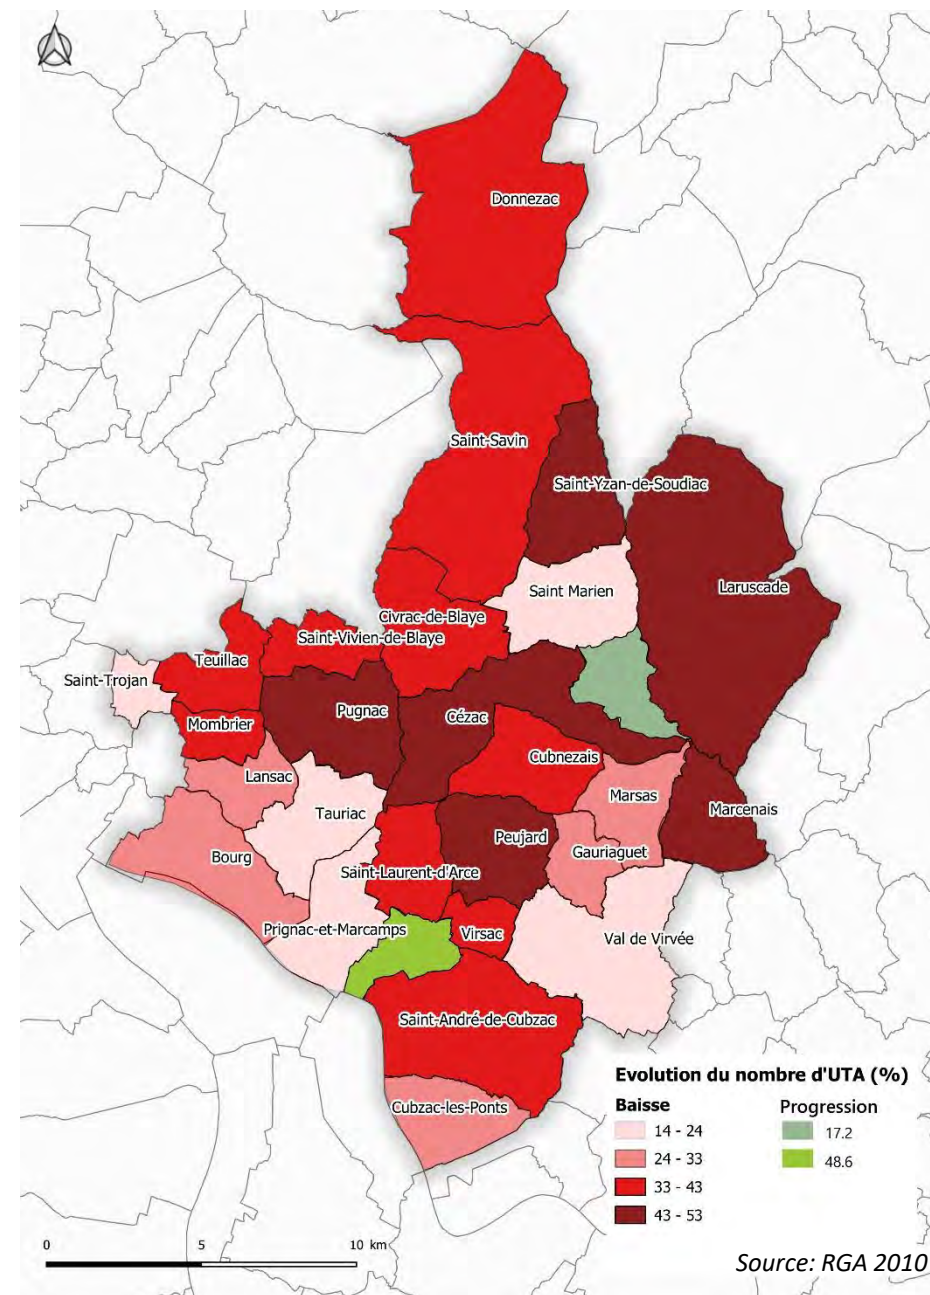 Donnezac
Saint-Savin
Saint-Yzan-de-Soudiac
Laruscade
Saint Marien
Civrac-de-Blaye
Saint-Vivien-de-Blaye
Teuillac
Saint-Trojan
Pugnac
Cézac
Mombrier
Cubnezais
Lansac
Marsas
Marcenais
Tauriac
Peujard
Gauriaguet
Bourg
Saint-Laurent-d'Arce
Prignac-et-Marcamps
Virsac
Val de Virvée
Saint-André-de-Cubzac
Cubzac-les-Ponts
Evolution du nombre d'UTA (%)
Baisse
Progression
14 - 24
17.2
24 - 33
48.6
33 - 43
43 - 53
0 5 10 km
Source: RGA 2010